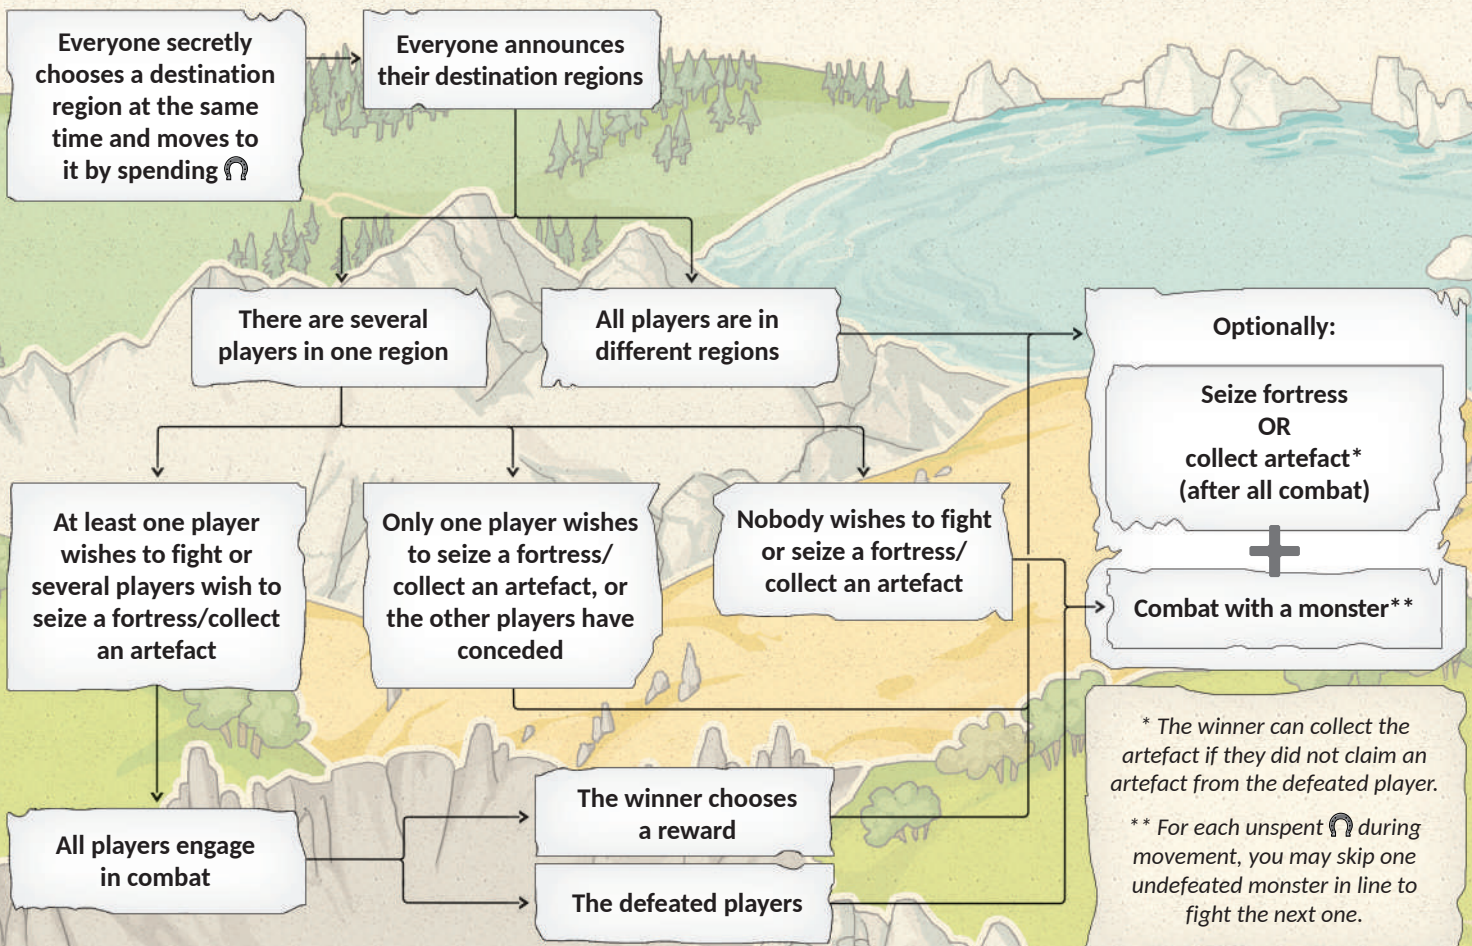 Everyone secretly
chooses a destination
region at the same
time and moves to
it by spending
Everyone announces
their destination regions
There are several
players in one region
All players are in
different regions
Optionally:
Seize fortress
OR
collect artefact*
(after all combat)
Combat with a monster**
At least one player
wishes to fight or
several players wish to
seize a fortress/collect
an artefact
Only one player wishes
to seize a fortress/
collect an artefact, or
the other players have
conceded
Nobody wishes to fight
or seize a fortress/
collect an artefact
All players engage
in combat
The winner chooses
a reward
The defeated players
* The winner can collect the
artefact if they did not claim an
artefact from the defeated player.
** For each unspent during
movement, you may skip one
undefeated monster in line to
fight the next one.